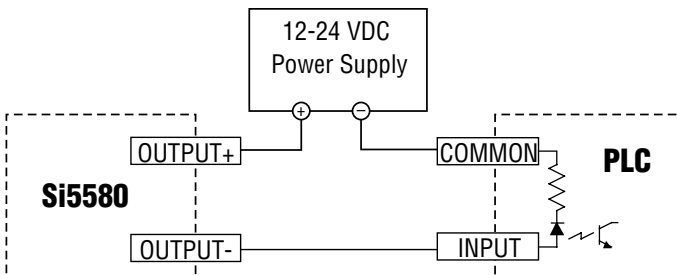 12-24 VDC
Power Supply
+ −
OUTPUT+
COMMON
PLC
Si5580
OUTPUT-
INPUT